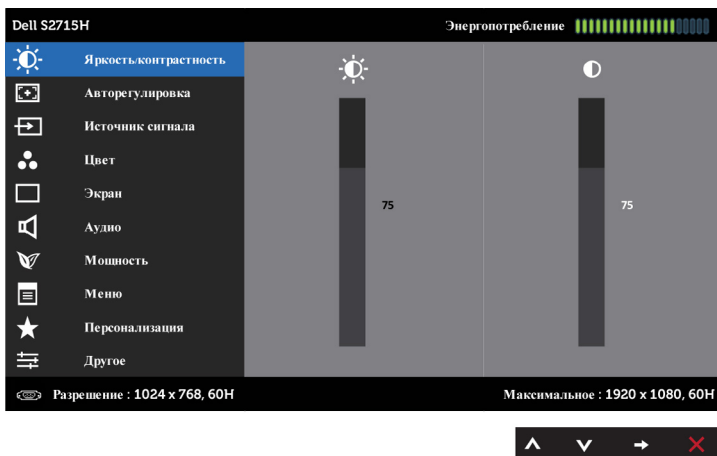 Dell S2715H
Энергопотребление
Яркость/контрастность
Авторегулировка
Источник сигнала
Цвет
Экран
Аудио
Мощность
Меню
Персонализация
Другое
75
75
Разрешение : 1024 x 768, 60H
Максимальное : 1920 x 1080, 60H